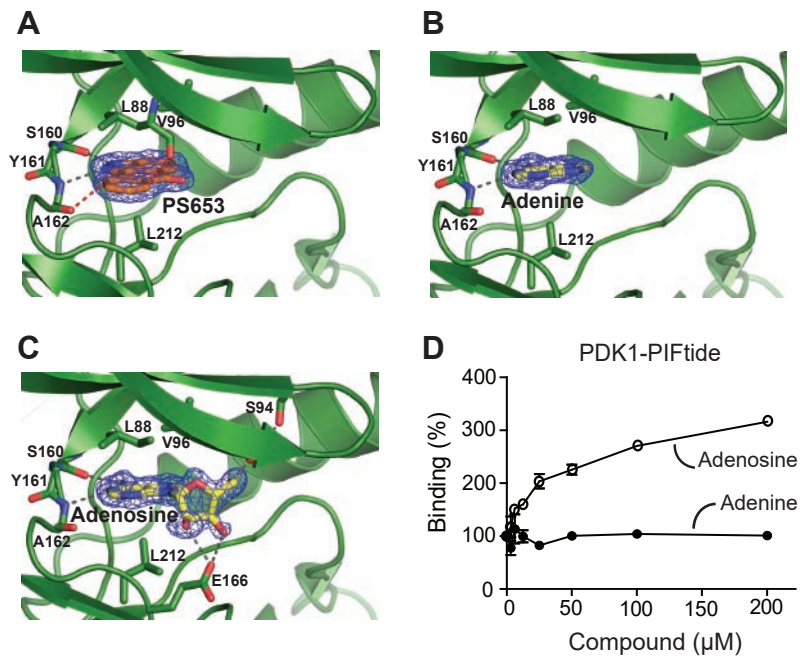 A
L88
V96
S160
Y161
A162
PS653
L212
B
L88
V96
S160
Y161
A162
Adenine
L212
C
S94
L88
V96
S160
Y161
A162
Adenosine
L212
E166
D
PDK1-PIFtide
400
300
200
100
0
Binding (%)
Adenosine
Adenine
0 50 100 150 200
Compound (µM)